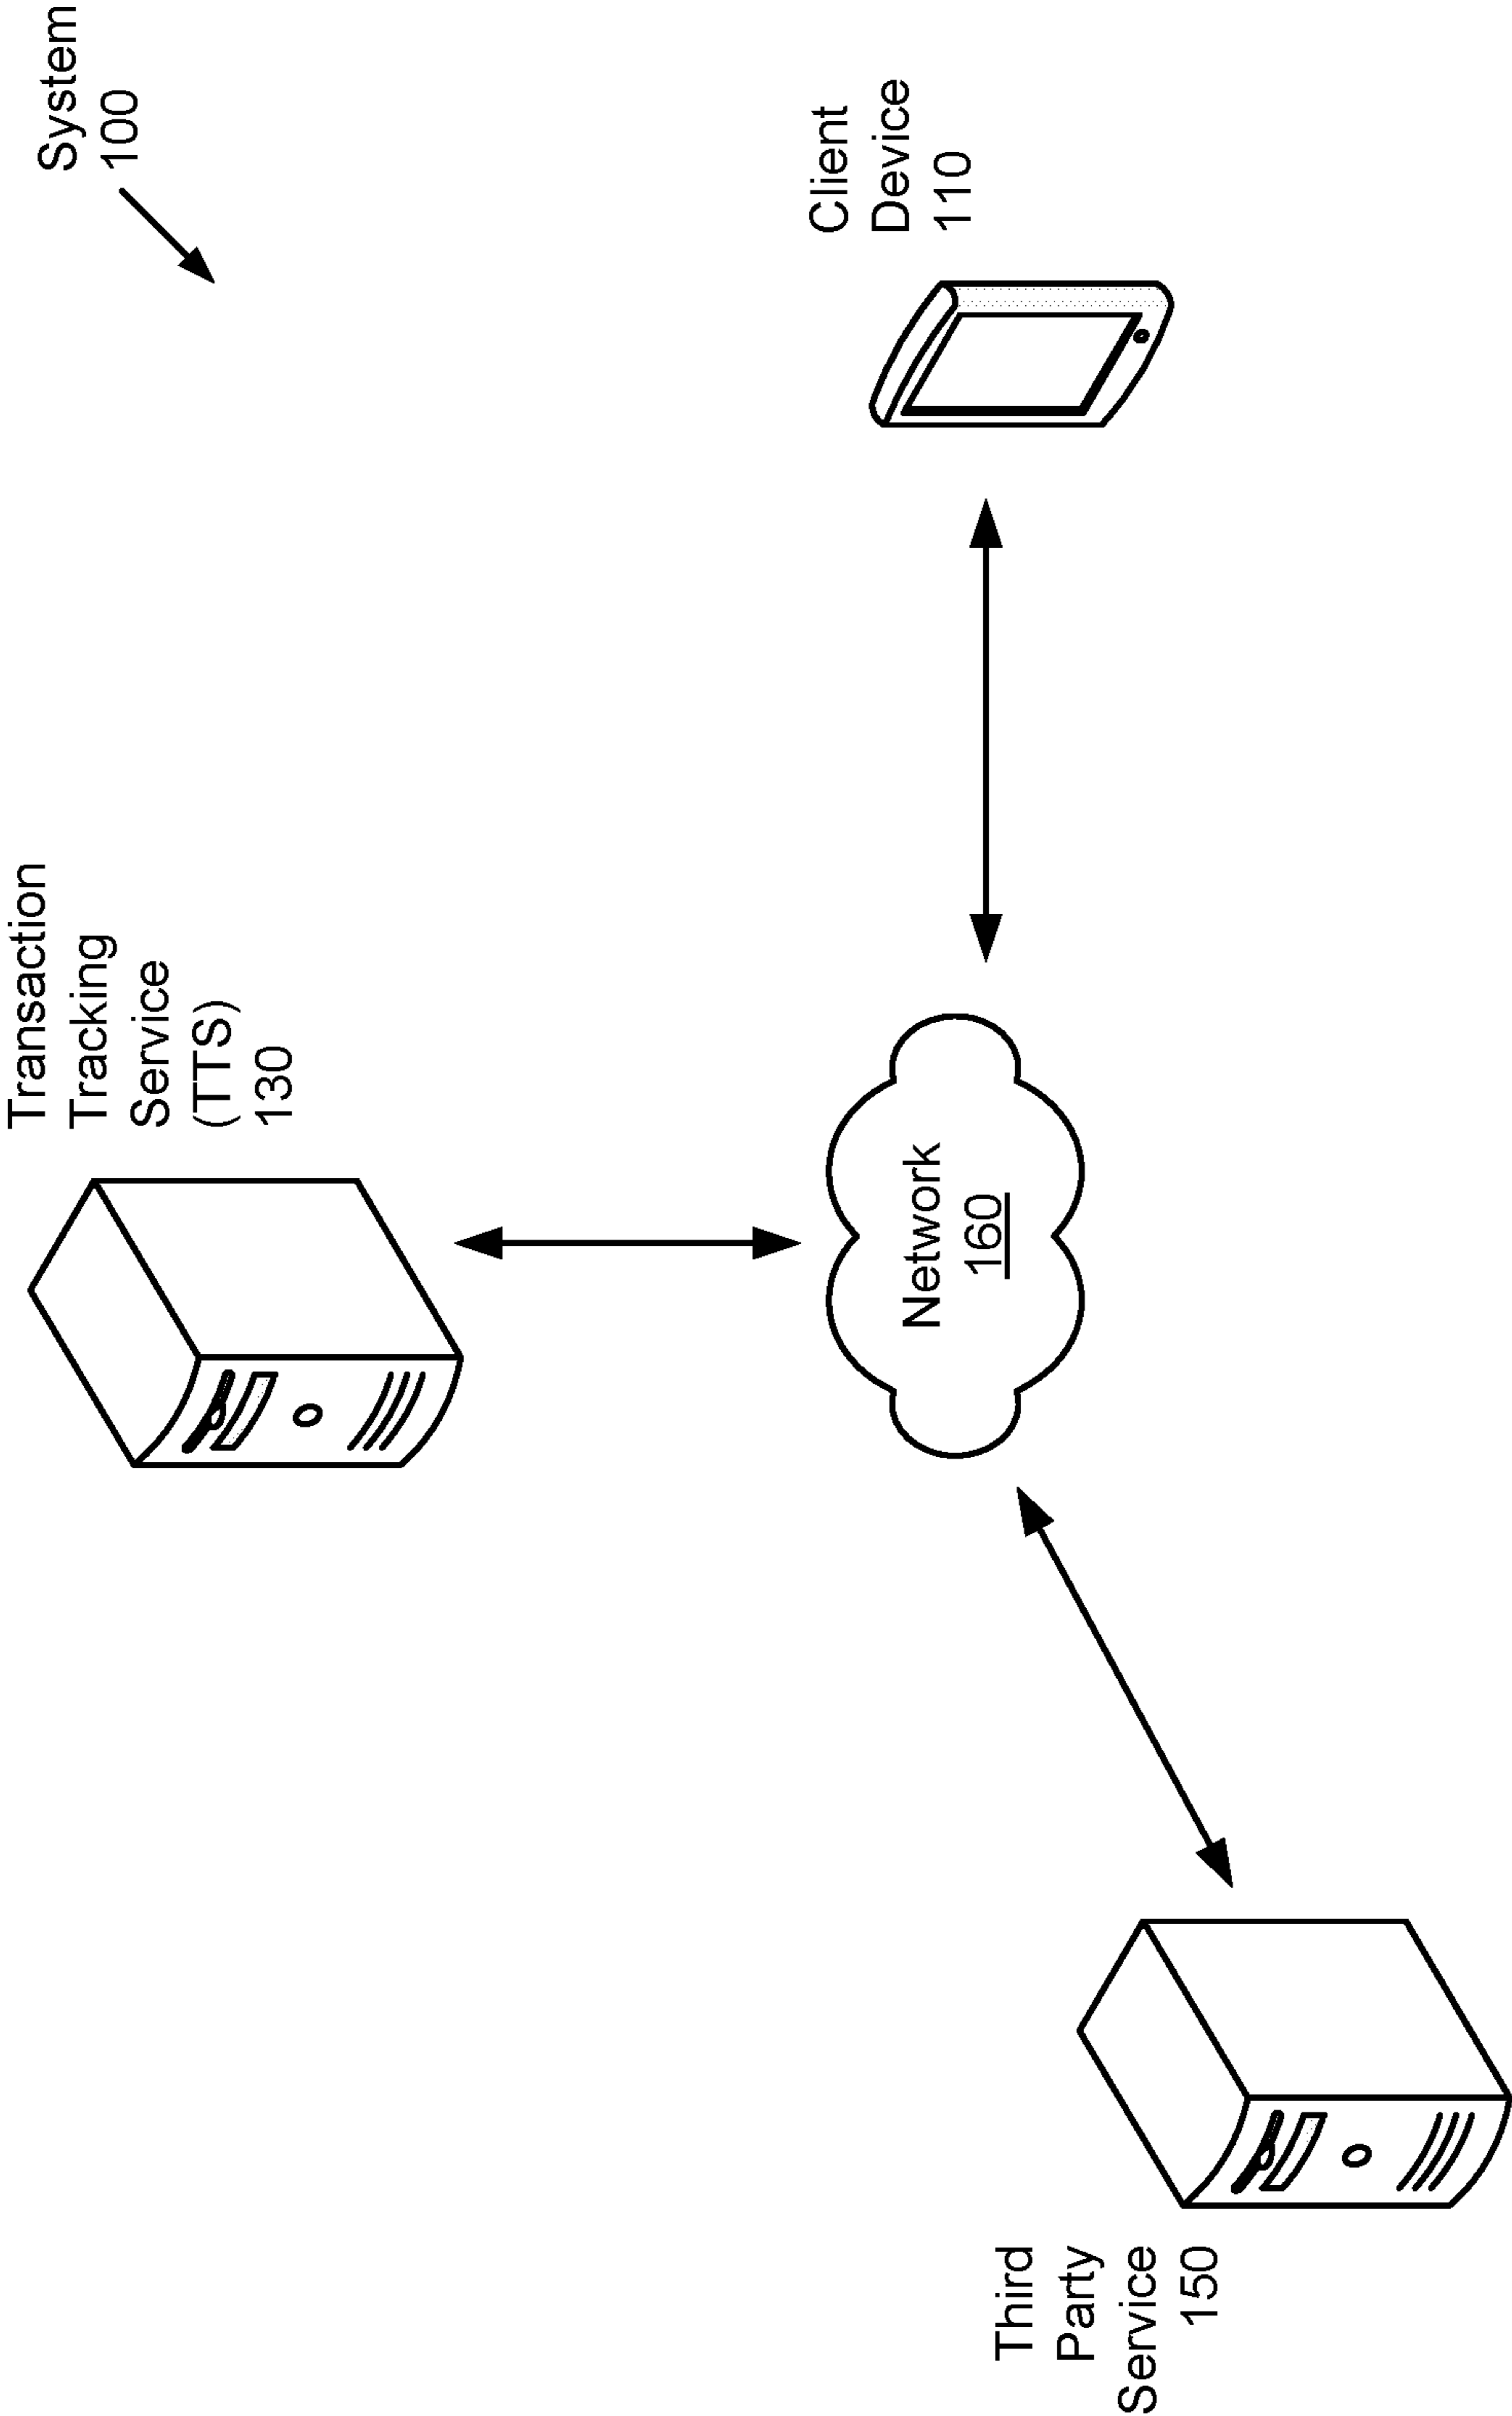 System
100
Transaction
Tracking
Service
(TTS)
130
Client
Device
110
Network
160
Third
Party
Service
150